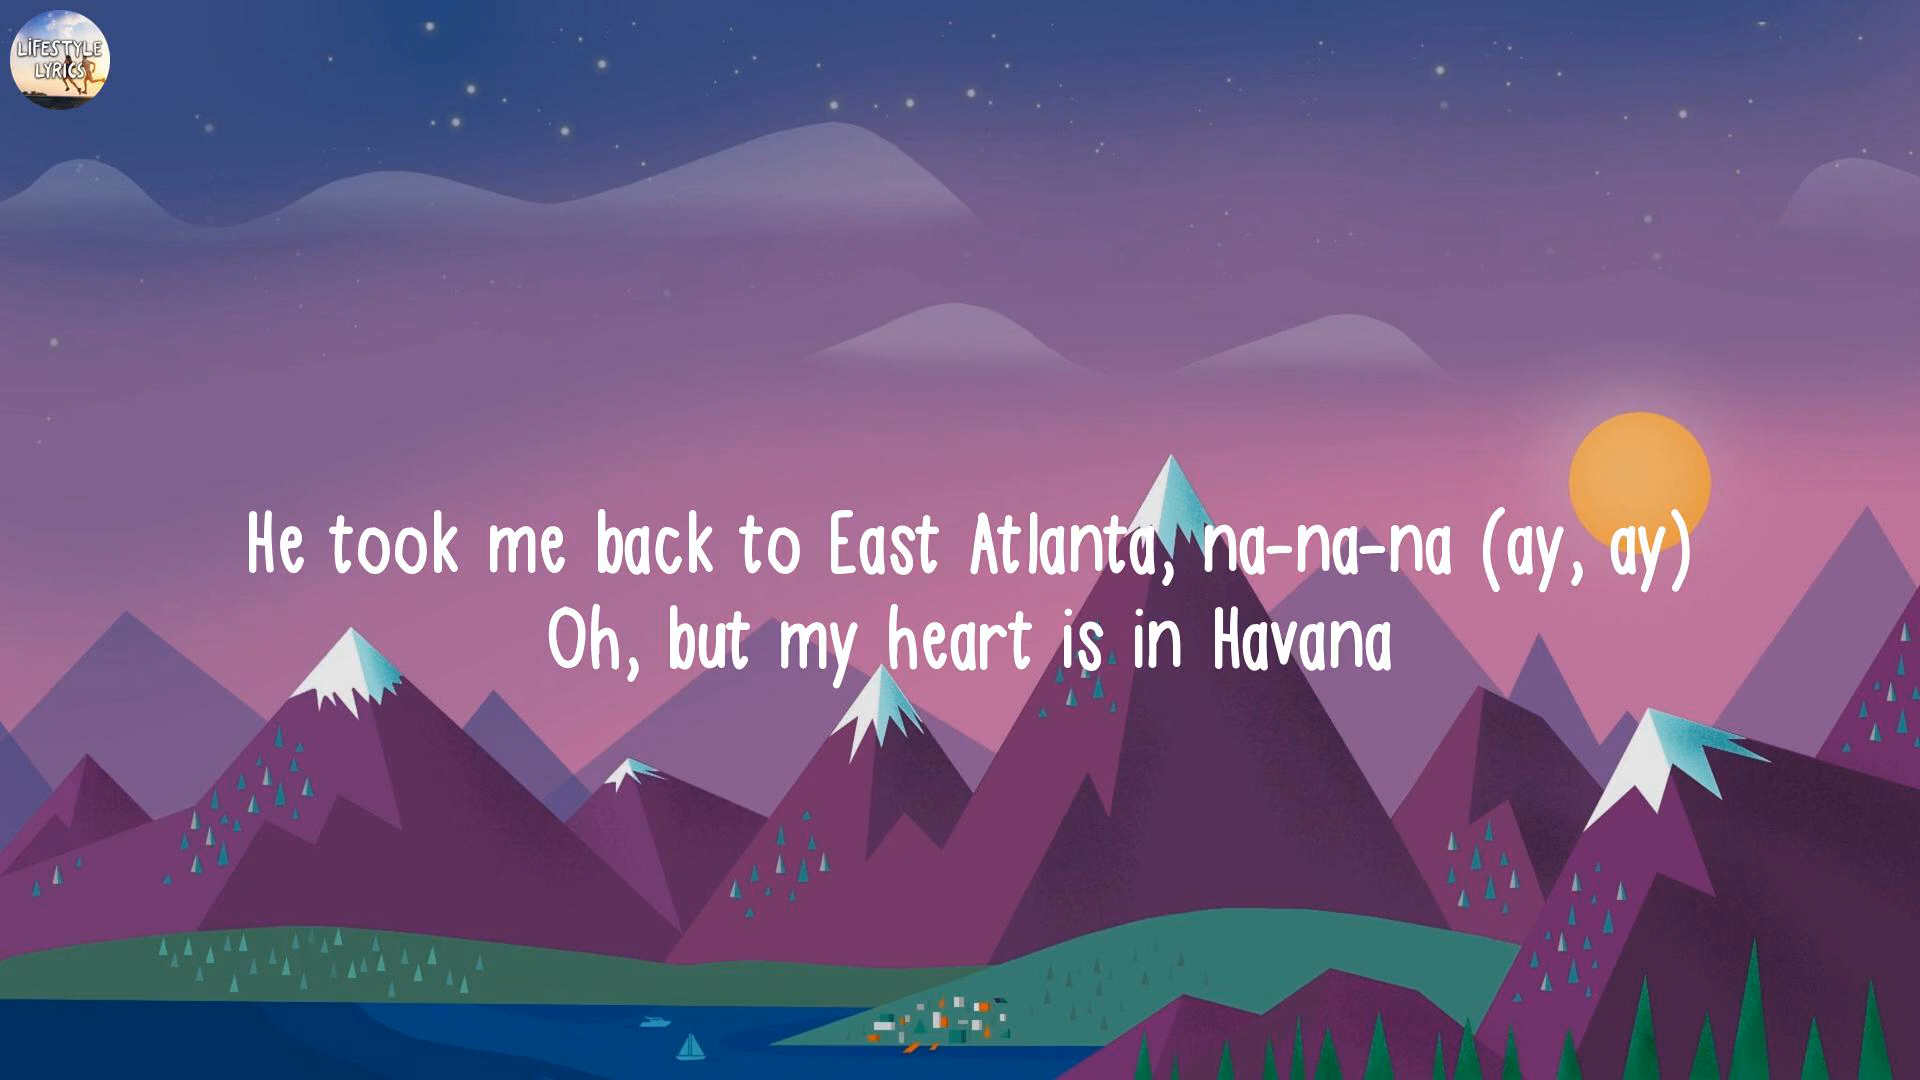 LiFESTYLE
LYRICS
He took me back to East Atlanta, na-na-na (ay, ay)
Oh, but my heart is in Havana